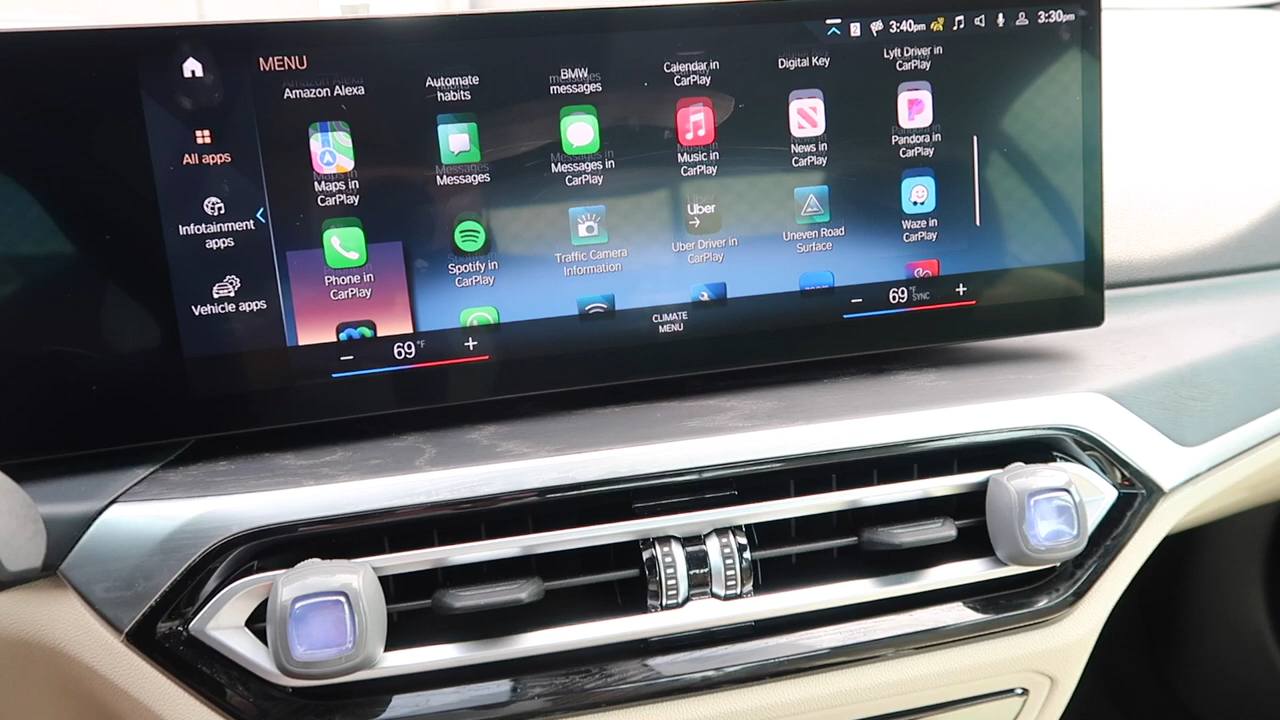 2 3:40pm 3:30pm
MENU
Amazon Alexa
Automate
habits
BMW
messages
Calendar in
CarPlay
Digital Key
Lyft Driver in
CarPlay
All apps
Maps in
CarPlay
Messages
Messages in
CarPlay
Music in
CarPlay
News in
CarPlay
Pandora in
CarPlay
Infotainment
apps
Phone in
CarPlay
Spotify in
CarPlay
Traffic Camera
Information
Uber
Uber Driver in
CarPlay
Uneven Road
Surface
Waze in
CarPlay
Vehicle apps
− 69 °F +
CLIMATE
MENU
− 69 °F SYNC +